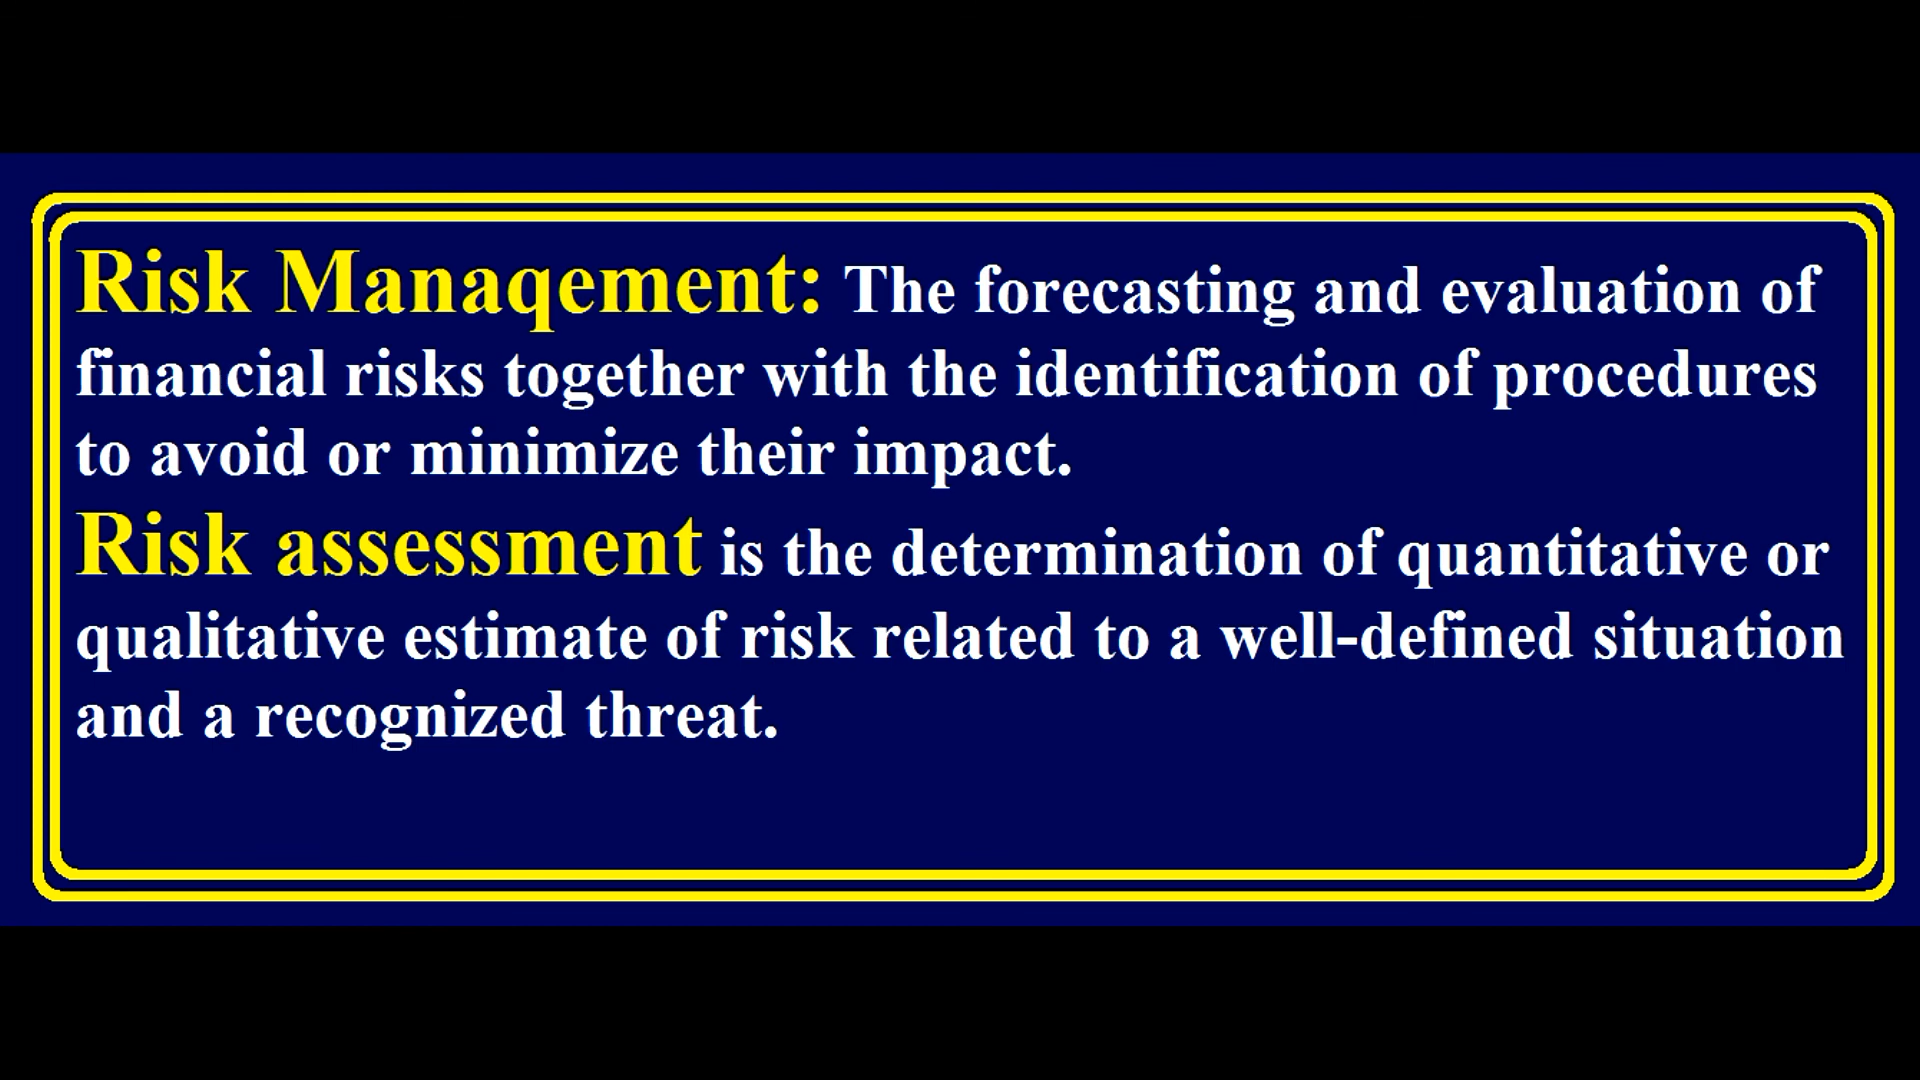 Risk Manaqement: The forecasting and evaluation of
financial risks together with the identification of procedures
to avoid or minimize their impact.
Risk assessment is the determination of quantitative or
qualitative estimate of risk related to a well-defined situation
and a recognized threat.